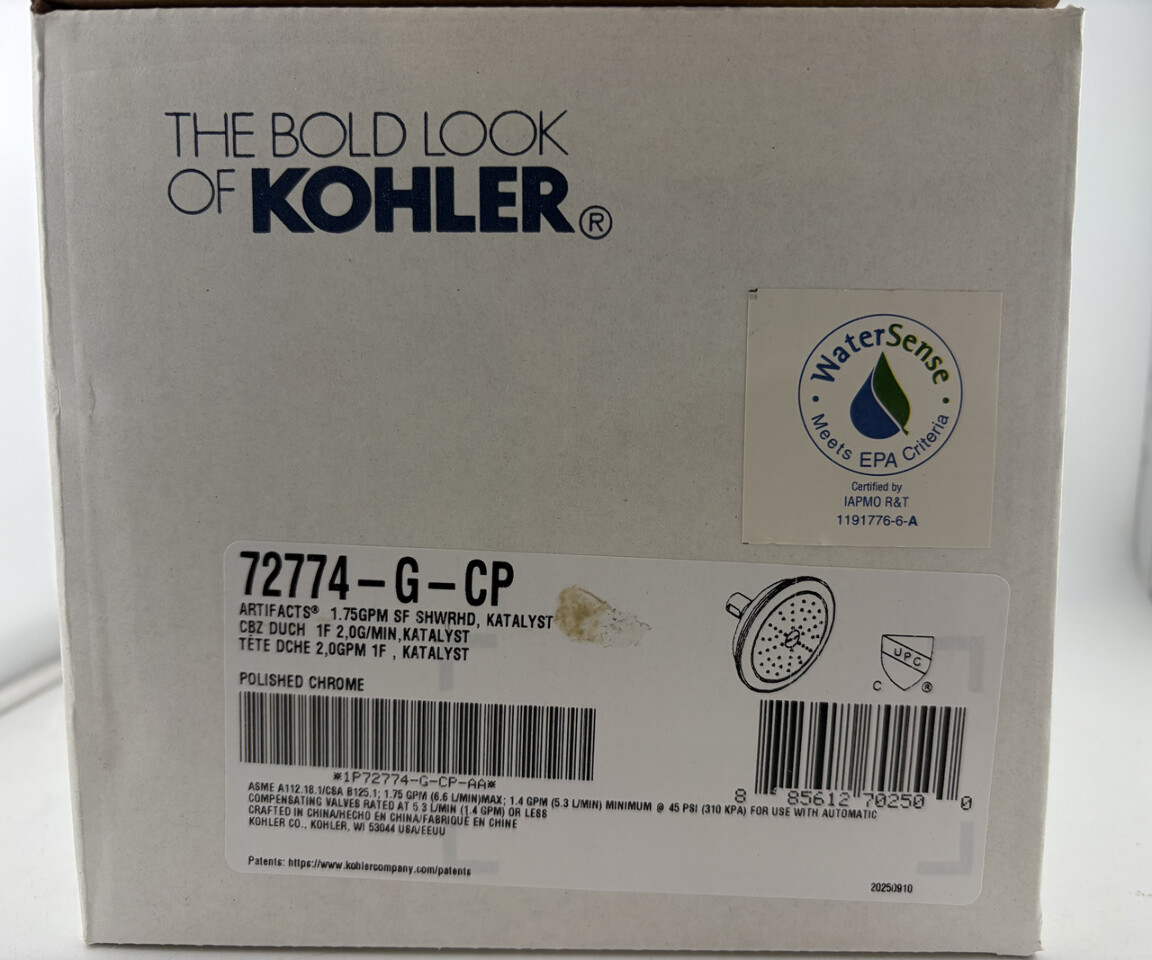 THE BOLD LOOK
OF KOHLER®
WaterSense
Meets EPA Criteria
Certified by
IAPMO R&T
1191776-6-A
72774-G-CP
ARTIFACTS® 1.75GPM SF SHWRHD, KATALYST
CBZ DUCH 1F 2,0G/MIN,KATALYST
TÊTE DCHE 2,0GPM 1F , KATALYST
POLISHED CHROME
UPC
C ®
*1P72774-G-CP-AA*
8 85612 70250 0
ASME A112.18.1/CSA B125.1; 1.75 GPM (6.6 L/MIN)MAX; 1.4 GPM (5.3 L/MIN) MINIMUM @ 45 PSI (310 KPA) FOR USE WITH AUTOMATIC
COMPENSATING VALVES RATED AT 5.3 L/MIN (1.4 GPM) OR LESS
CRAFTED IN CHINA/HECHO EN CHINA/FABRIQUÉ EN CHINE
KOHLER CO., KOHLER, WI 53044 USA/EEUU
Patents: https://www.kohlercompany.com/patents
20250910